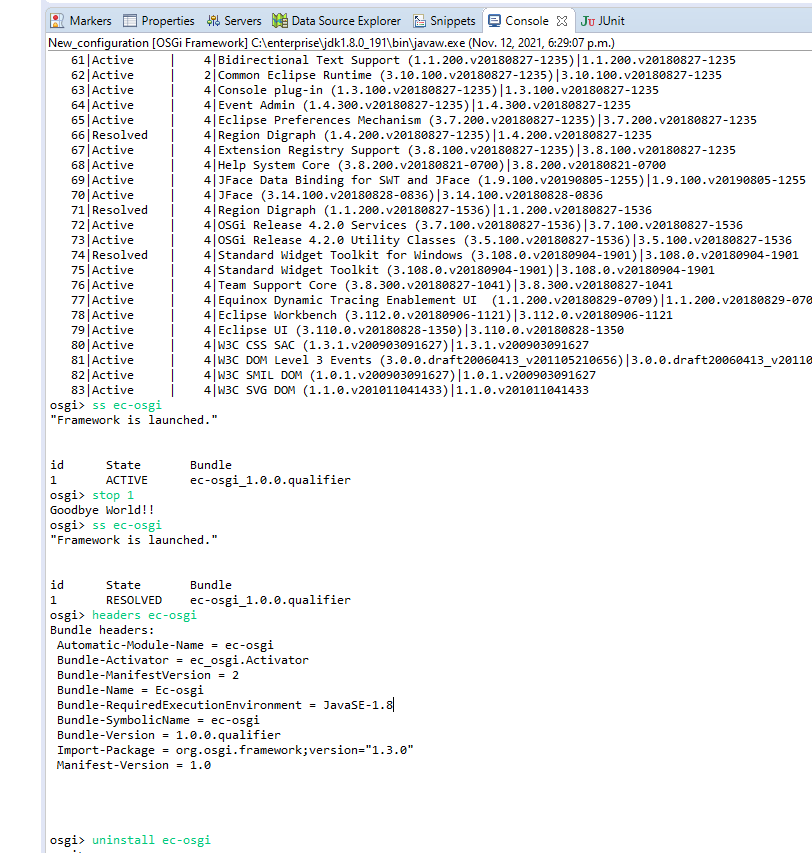 Markers Properties Servers Data Source Explorer Snippets Console JUnit
New_configuration [OSGi Framework] C:\enterprise\jdk1.8.0_191\bin\javaw.exe (Nov. 12, 2021, 6:29:07 p.m.)
61|Active     |    4|Bidirectional Text Support (1.1.200.v20180827-1235)|1.1.200.v20180827-1235
62|Active     |    2|Common Eclipse Runtime (3.10.100.v20180827-1235)|3.10.100.v20180827-1235
63|Active     |    4|Console plug-in (1.3.100.v20180827-1235)|1.3.100.v20180827-1235
64|Active     |    4|Event Admin (1.4.300.v20180827-1235)|1.4.300.v20180827-1235
65|Active     |    4|Eclipse Preferences Mechanism (3.7.200.v20180827-1235)|3.7.200.v20180827-1235
66|Resolved   |    4|Region Digraph (1.4.200.v20180827-1235)|1.4.200.v20180827-1235
67|Active     |    4|Extension Registry Support (3.8.100.v20180827-1235)|3.8.100.v20180827-1235
68|Active     |    4|Help System Core (3.8.200.v20180821-0700)|3.8.200.v20180821-0700
69|Active     |    4|JFace Data Binding for SWT and JFace (1.9.100.v20190805-1255)|1.9.100.v20190805-1255
70|Active     |    4|JFace (3.14.100.v20180828-0836)|3.14.100.v20180828-0836
71|Resolved   |    4|Region Digraph (1.1.200.v20180827-1536)|1.1.200.v20180827-1536
72|Active     |    4|OSGi Release 4.2.0 Services (3.7.100.v20180827-1536)|3.7.100.v20180827-1536
73|Active     |    4|OSGi Release 4.2.0 Utility Classes (3.5.100.v20180827-1536)|3.5.100.v20180827-1536
74|Resolved   |    4|Standard Widget Toolkit for Windows (3.108.0.v20180904-1901)|3.108.0.v20180904-1901
75|Active     |    4|Standard Widget Toolkit (3.108.0.v20180904-1901)|3.108.0.v20180904-1901
76|Active     |    4|Team Support Core (3.8.300.v20180827-1041)|3.8.300.v20180827-1041
77|Active     |    4|Equinox Dynamic Tracing Enablement UI  (1.1.200.v20180829-0709)|1.1.200.v20180829-070
78|Active     |    4|Eclipse Workbench (3.112.0.v20180906-1121)|3.112.0.v20180906-1121
79|Active     |    4|Eclipse UI (3.110.0.v20180828-1350)|3.110.0.v20180828-1350
80|Active     |    4|W3C CSS SAC (1.3.1.v200903091627)|1.3.1.v200903091627
81|Active     |    4|W3C DOM Level 3 Events (3.0.0.draft20060413_v201105210656)|3.0.0.draft20060413_v20110
82|Active     |    4|W3C SMIL DOM (1.0.1.v200903091627)|1.0.1.v200903091627
83|Active     |    4|W3C SVG DOM (1.1.0.v201011041433)|1.1.0.v201011041433
osgi> ss ec-osgi
"Framework is launched."
id      State       Bundle
1       ACTIVE      ec-osgi_1.0.0.qualifier
osgi> stop 1
Goodbye World!!
osgi> ss ec-osgi
"Framework is launched."
id      State       Bundle
1       RESOLVED    ec-osgi_1.0.0.qualifier
osgi> headers ec-osgi
Bundle headers:
Automatic-Module-Name = ec-osgi
Bundle-Activator = ec_osgi.Activator
Bundle-ManifestVersion = 2
Bundle-Name = Ec-osgi
Bundle-RequiredExecutionEnvironment = JavaSE-1.8
Bundle-SymbolicName = ec-osgi
Bundle-Version = 1.0.0.qualifier
Import-Package = org.osgi.framework;version="1.3.0"
Manifest-Version = 1.0
osgi> uninstall ec-osgi